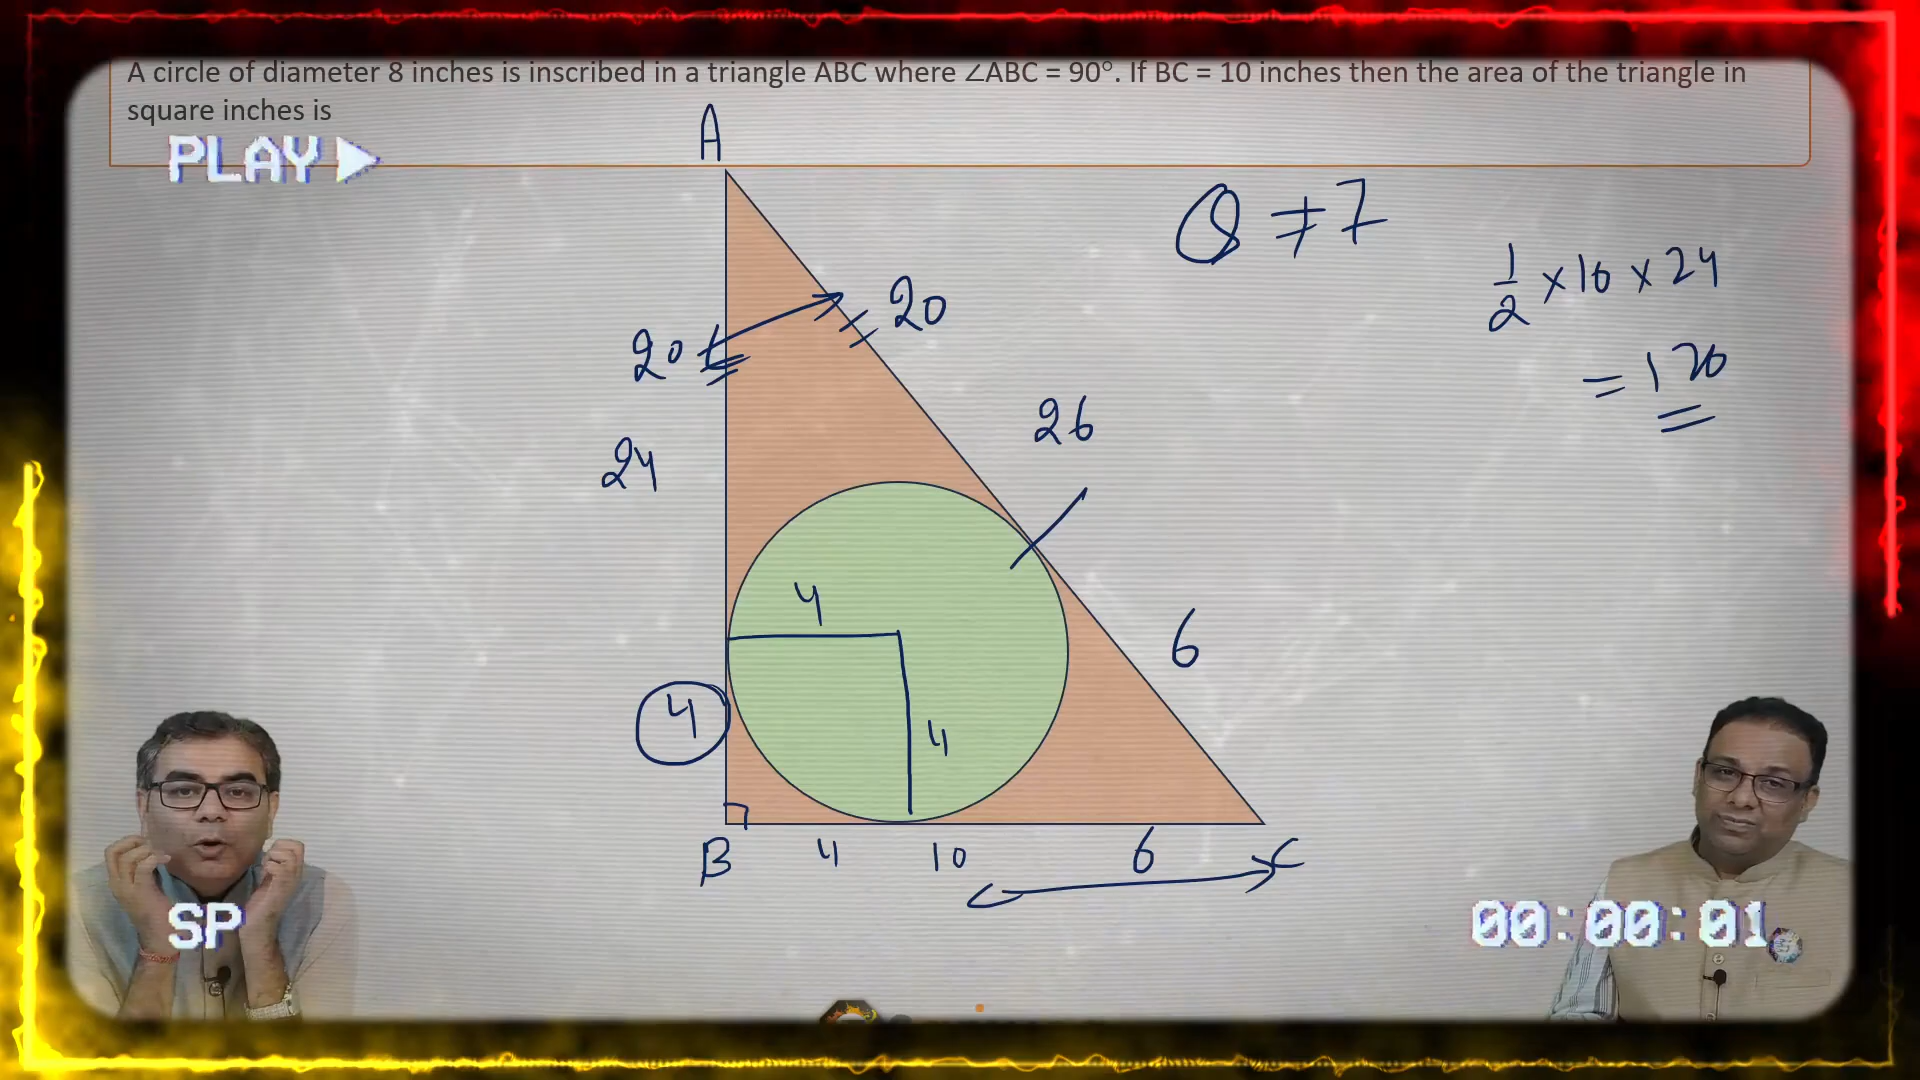 A circle of diameter 8 inches is inscribed in a triangle ABC where ∠ABC = 90°. If BC = 10 inches then the area of the triangle in
square inches is
PLAY
A
Q 7
1/2 × 10 × 24
= 120
20
20
24
26
4
4
4
6
B
4
10
6
C
SP
00:00:01